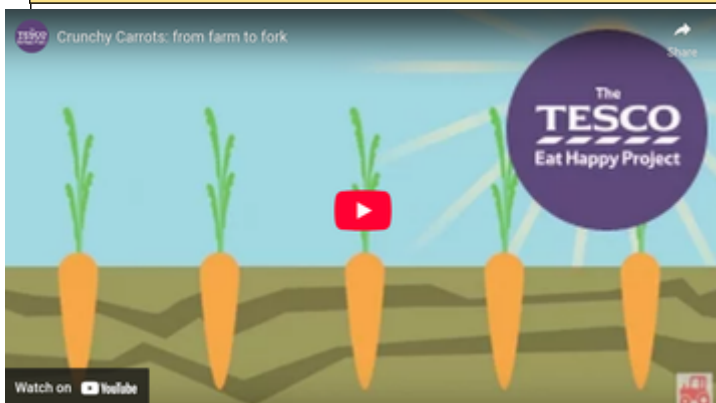 Crunchy Carrots: from farm to fork
Share
The
TESCO
Eat Happy Project
Watch on YouTube